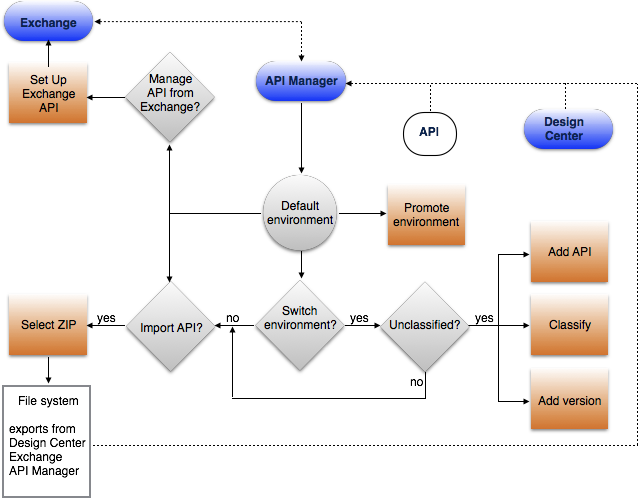 Exchange
Set Up
Exchange
API
Manage
API from
Exchange?
API Manager
API
Design
Center
Default
environment
Promote
environment
Add API
Select ZIP
yes
Import API?
no
Switch
environment?
yes
Unclassified?
yes
Classify
no
Add version
File system
exports from
Design Center
Exchange
API Manager